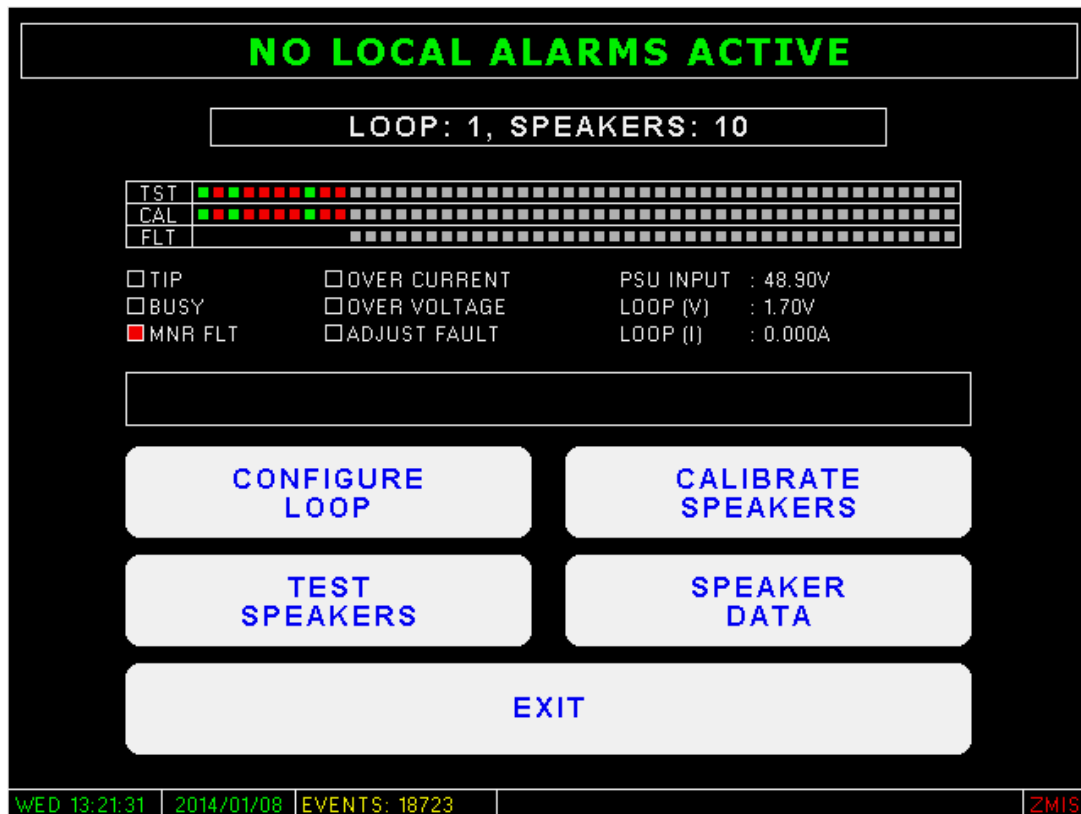 NO LOCAL ALARMS ACTIVE
LOOP: 1, SPEAKERS: 10
TST
CAL
FLT
TIP OVER CURRENT PSU INPUT : 48.90V
BUSY OVER VOLTAGE LOOP (V) : 1.70V
MNR FLT ADJUST FAULT LOOP (I) : 0.000A
CONFIGURE
LOOP
CALIBRATE
SPEAKERS
TEST
SPEAKERS
SPEAKER
DATA
EXIT
WED 13:21:31 2014/01/08 EVENTS: 18723 ZMIS